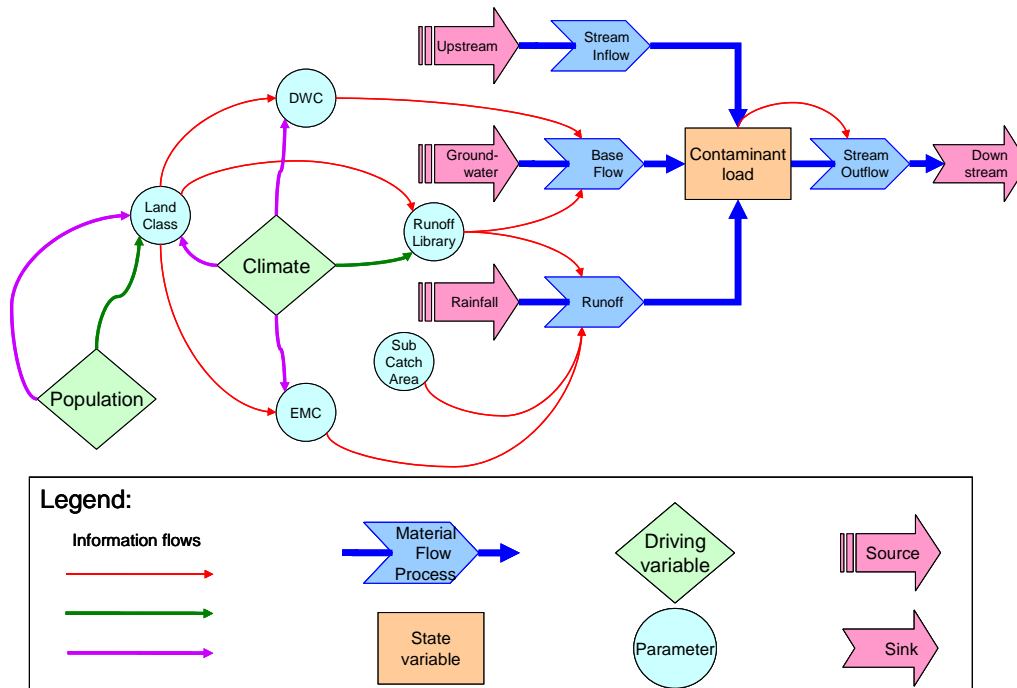 Upstream
Stream
Inflow
DWC
Ground-
water
Base
Flow
Contaminant
load
Stream
Outflow
Down
stream
Land
Class
Runoff
Library
Climate
Rainfall
Runoff
Sub
Catch
Area
Population
EMC
Legend:
Information flows
Material
Flow
Process
Driving
variable
Source
State
variable
Parameter
Sink